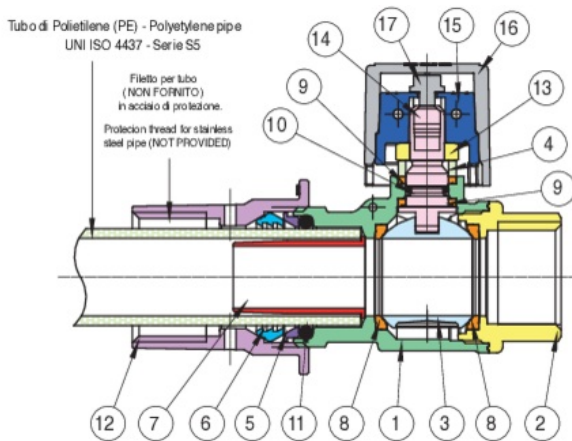 Tubo di Polietilene (PE) - Polyetylene pipe
UNI ISO 4437 - Serie S5
Filetto per tubo
(NON FORNITO)
in acciaio di protezione.
Protecion thread for stainless
steel pipe (NOT PROVIDED)
14
17
15
16
9
13
10
4
9
12
7
6
5
11
8
1
3
8
2